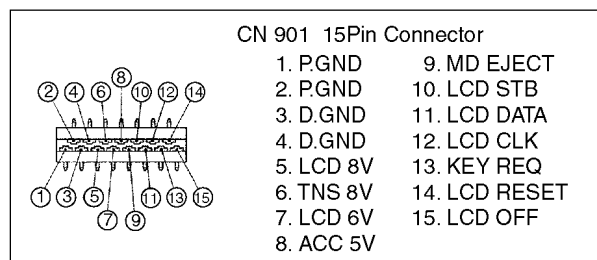 CN 901 15Pin Connector
1. P.GND 9. MD EJECT
2. P.GND 10. LCD STB
3. D.GND 11. LCD DATA
4. D.GND 12. LCD CLK
5. LCD 8V 13. KEY REQ
6. TNS 8V 14. LCD RESET
7. LCD 6V 15. LCD OFF
8. ACC 5V
8
2 4 6 10 12 14
1 3 5 11 13 15
7 9